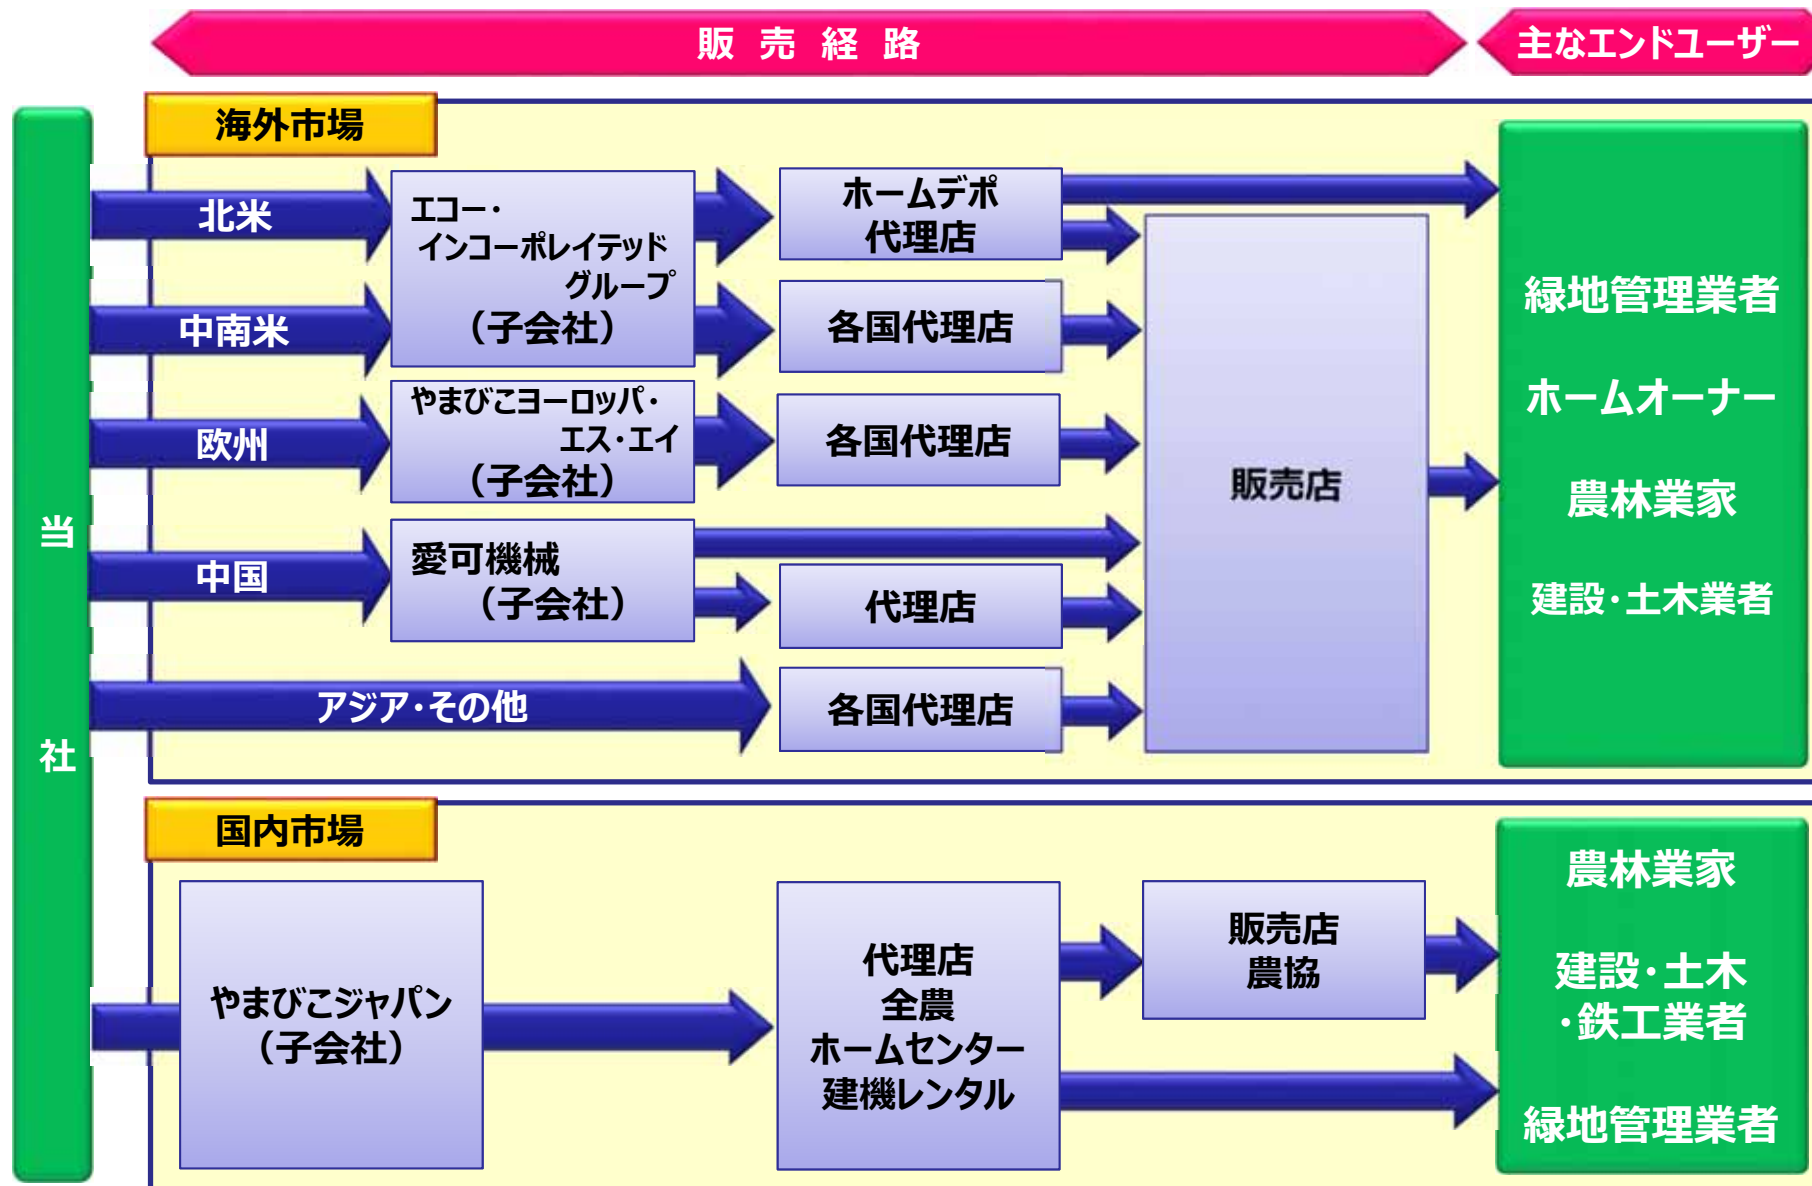 販売経路
主なエンドユーザー
当
社
海外市場
北米
中南米
欧州
中国
アジア・その他
エコー・
インコーポレイテッド
グループ
（子会社）
やまびこヨーロッパ・
エス・エイ
（子会社）
愛可機械
（子会社）
ホームデポ
代理店
各国代理店
各国代理店
代理店
各国代理店
販売店
緑地管理業者
ホームオーナー
農林業家
建設・土木業者
国内市場
やまびこジャパン
（子会社）
代理店
全農
ホームセンター
建機レンタル
販売店
農協
農林業家
建設・土木
・鉄工業者
緑地管理業者